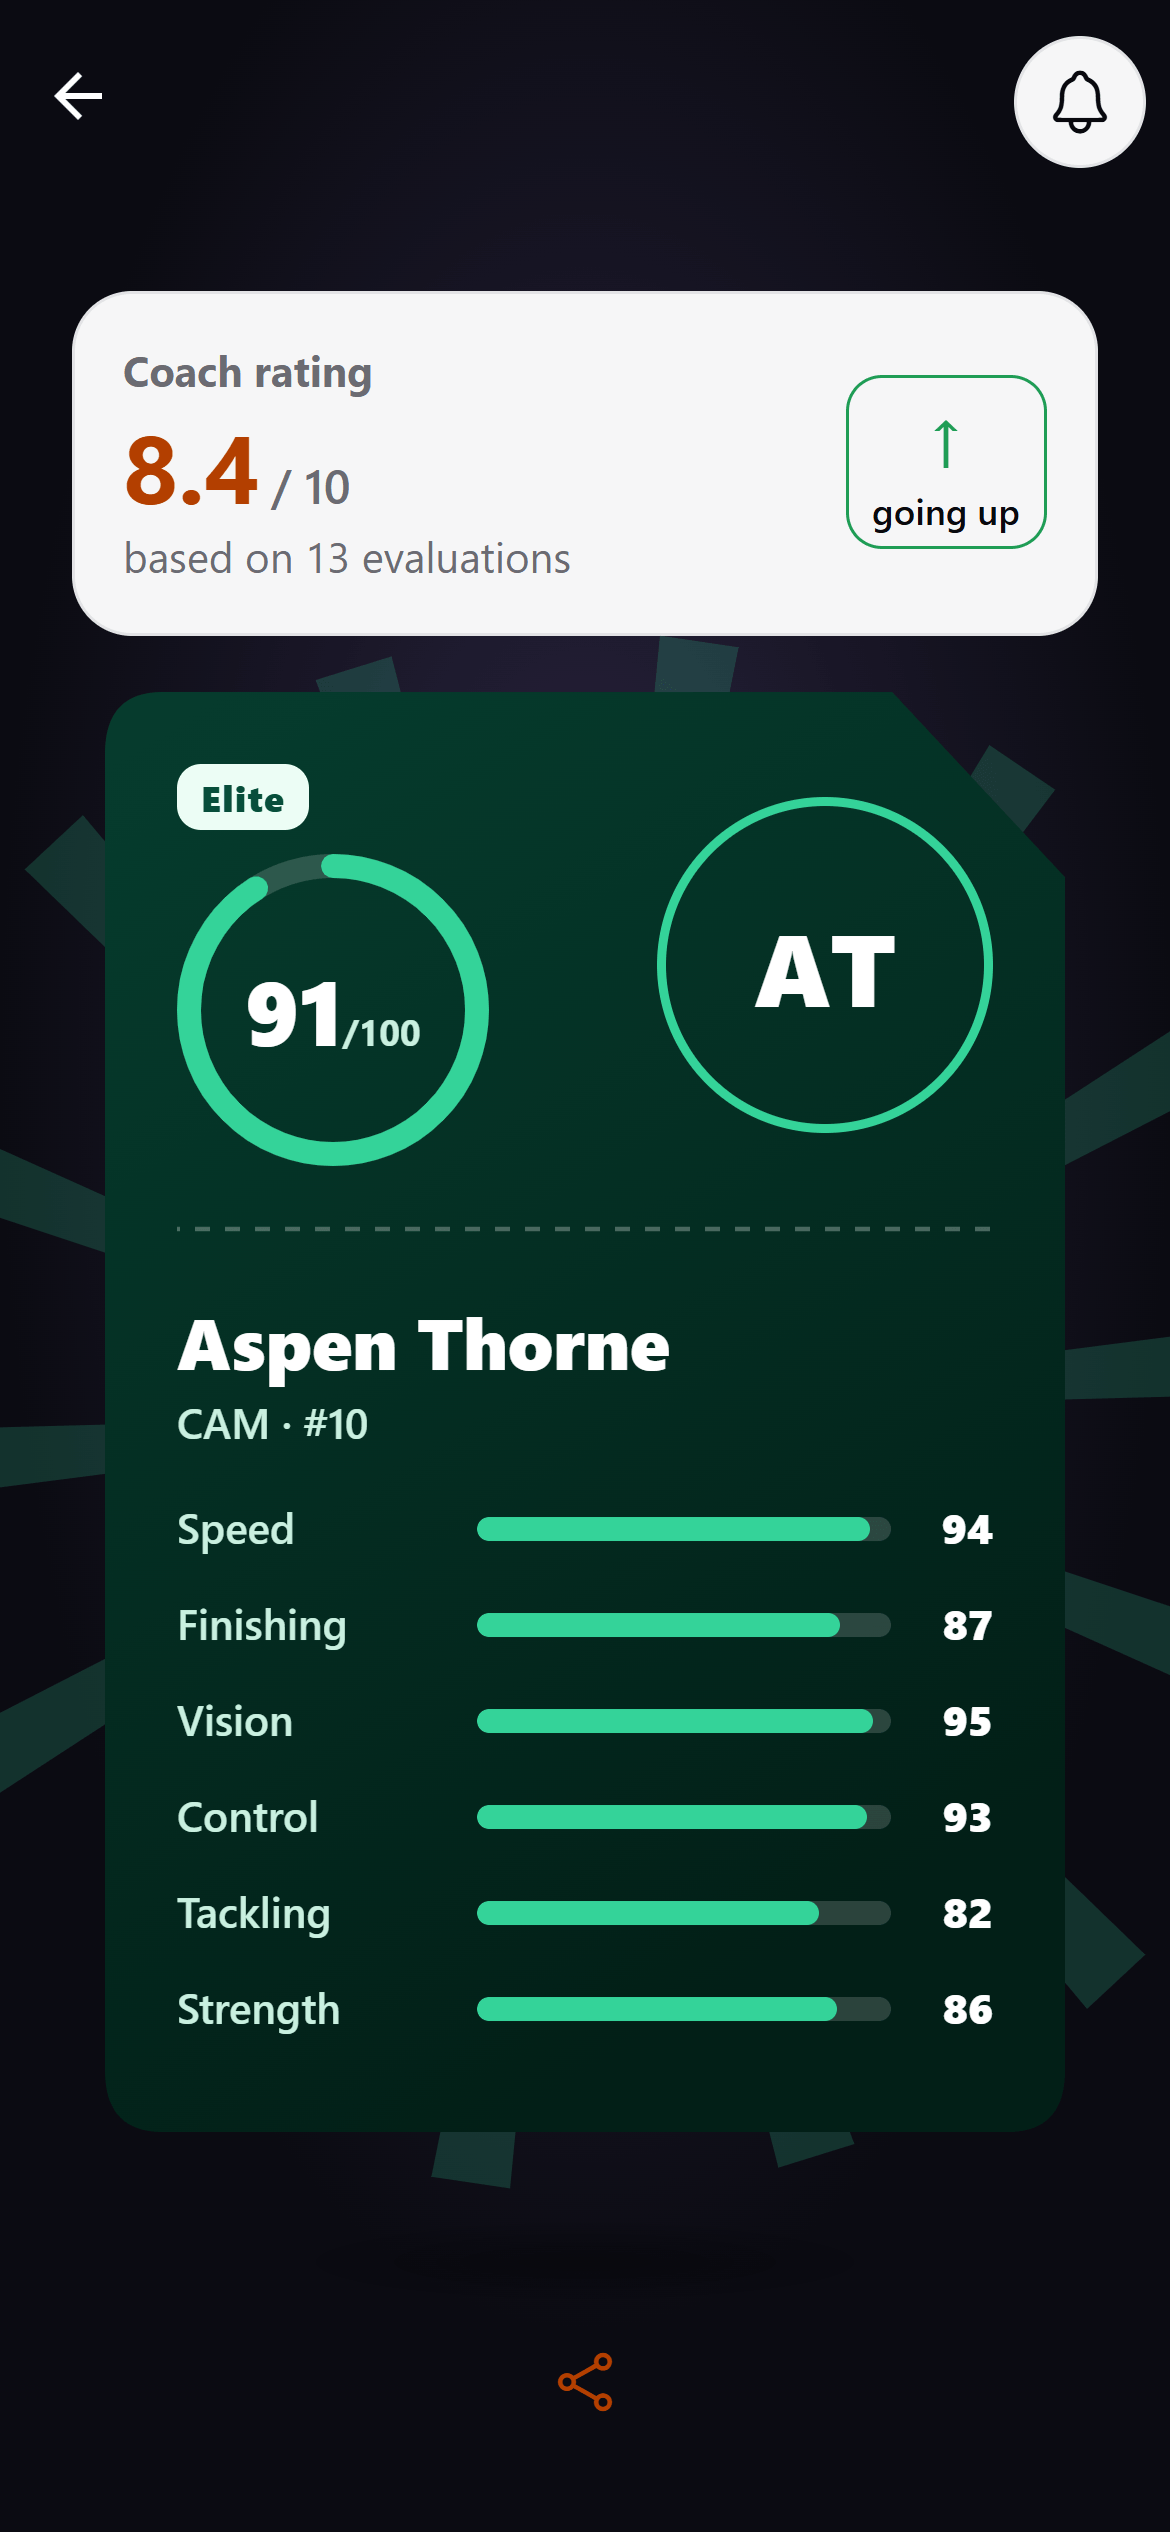 Coach rating
8.4 / 10
based on 13 evaluations
↑
going up
Elite
91/100
AT
Aspen Thorne
CAM · #10
Speed 94
Finishing 87
Vision 95
Control 93
Tackling 82
Strength 86